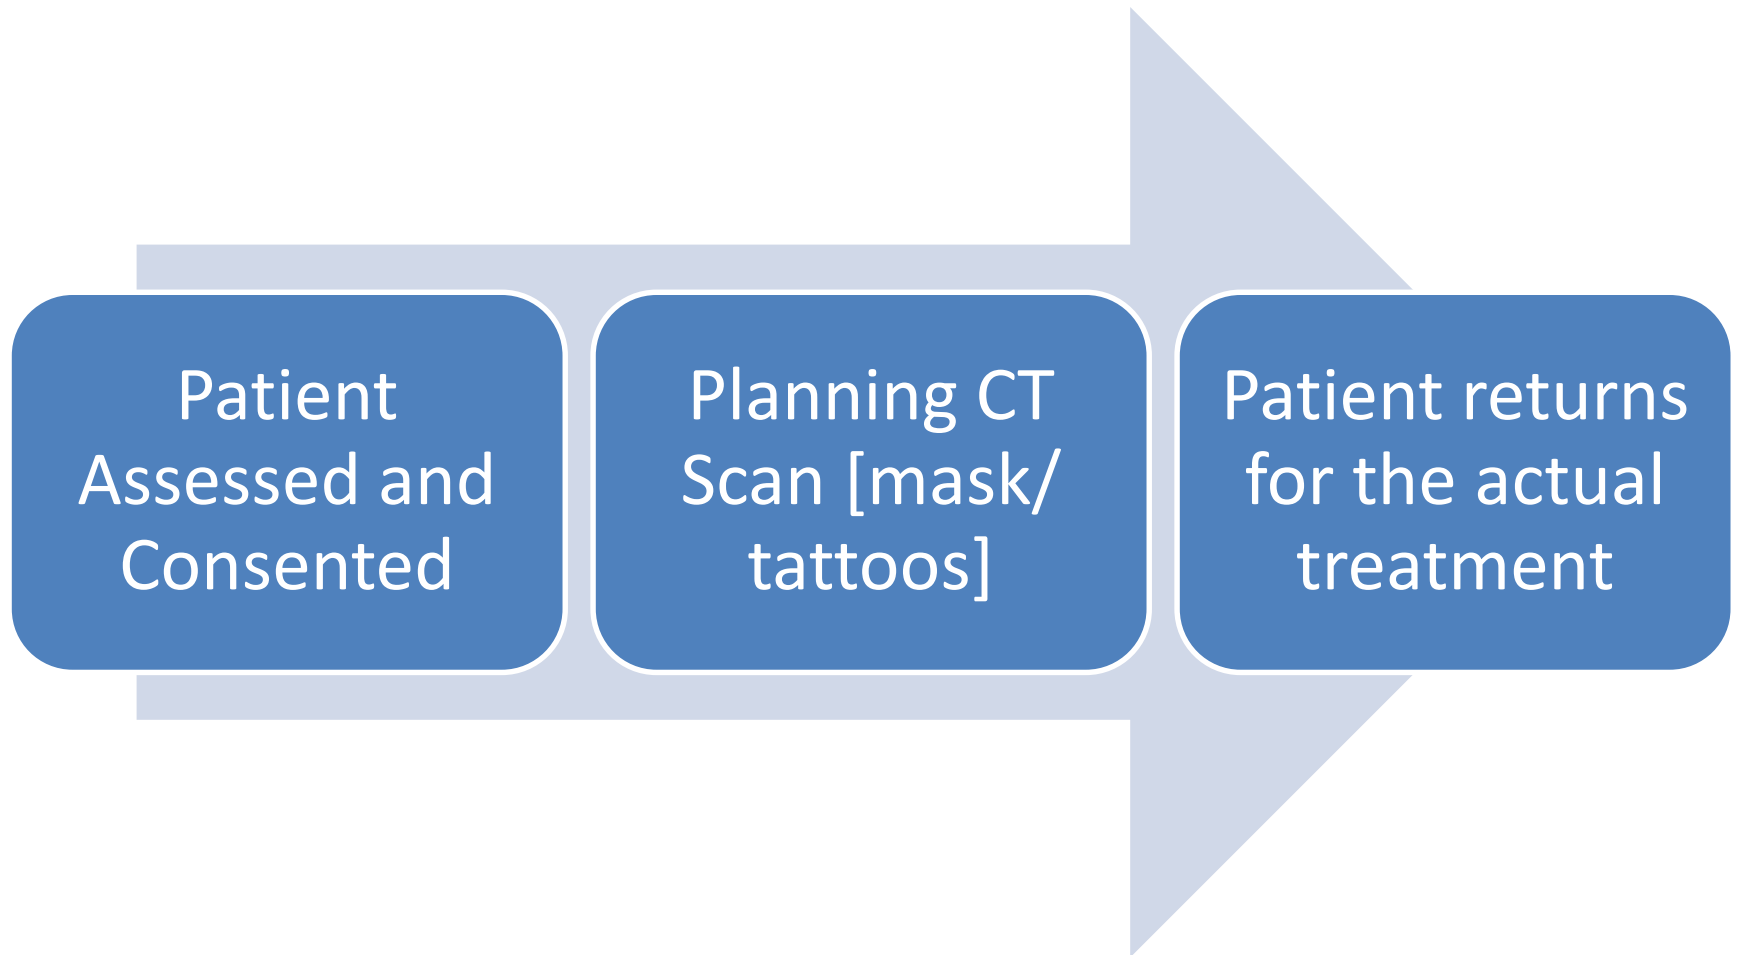 Patient
Assessed and
Consented
Planning CT
Scan [mask/
tattoos]
Patient returns
for the actual
treatment